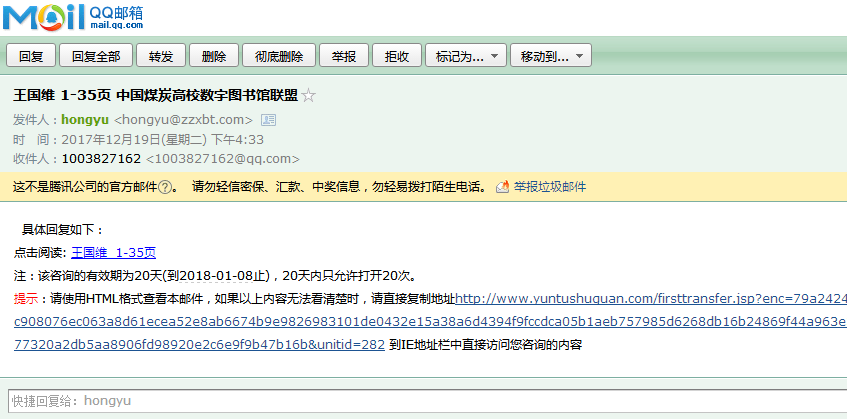 Mail QQ邮箱
mail.qq.com
回复 回复全部 转发 删除 彻底删除 举报 拒收 标记为... 移动到...
王国维 1-35页 中国煤炭高校数字图书馆联盟
发件人：hongyu <hongyu@zzxbt.com>
时 间：2017年12月19日(星期二) 下午4:33
收件人：1003827162 <1003827162@qq.com>
这不是腾讯公司的官方邮件?。 请勿轻信密保、汇款、中奖信息，勿轻易拨打陌生电话。 举报垃圾邮件
具体回复如下：
点击阅读: 王国维_1-35页
注：该咨询的有效期为20天(到2018-01-08止)，20天内只允许打开20次。
提示：请使用HTML格式查看本邮件，如果以上内容无法看清楚时，请直接复制地址http://www.yuntushuguan.com/firsttransfer.jsp?enc=79a2424
c908076ec063a8d61ecea52e8ab6674b9e9826983101de0432e15a38a6d4394f9fccdca05b1aeb757985d6268db16b24869f44a963e
77320a2db5aa8906fd98920e2c6e9f9b47b16b&unitid=282 到IE地址栏中直接访问您咨询的内容
快捷回复给：hongyu